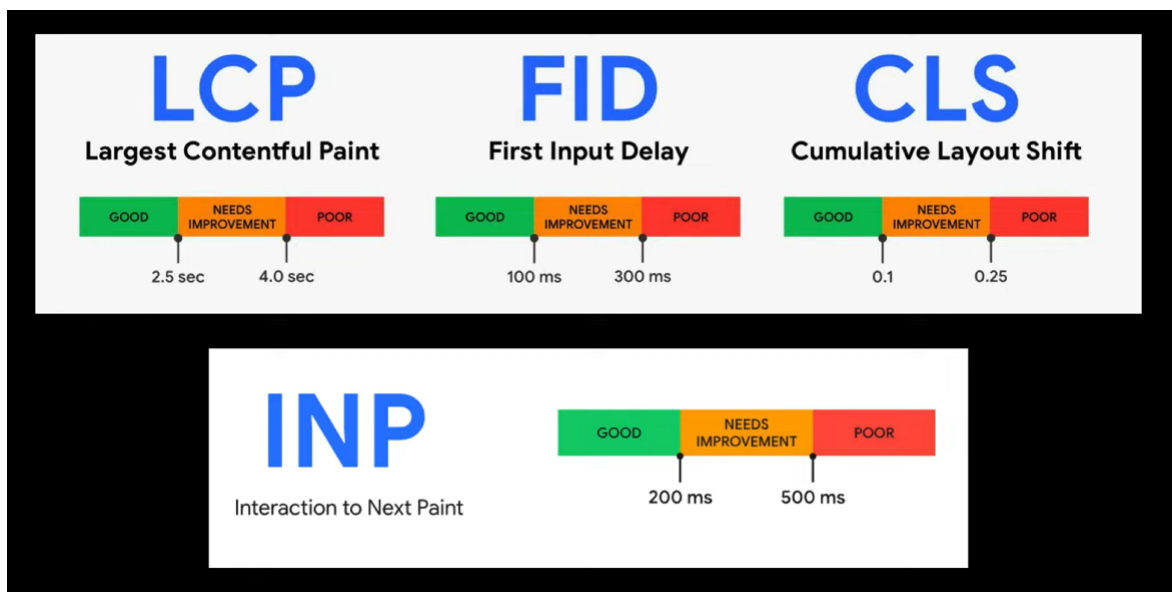 LCP
Largest Contentful Paint
GOOD
NEEDS
IMPROVEMENT
POOR
2.5 sec
4.0 sec
FID
First Input Delay
GOOD
NEEDS
IMPROVEMENT
POOR
100 ms
300 ms
CLS
Cumulative Layout Shift
GOOD
NEEDS
IMPROVEMENT
POOR
0.1
0.25
INP
Interaction to Next Paint
GOOD
NEEDS
IMPROVEMENT
POOR
200 ms
500 ms